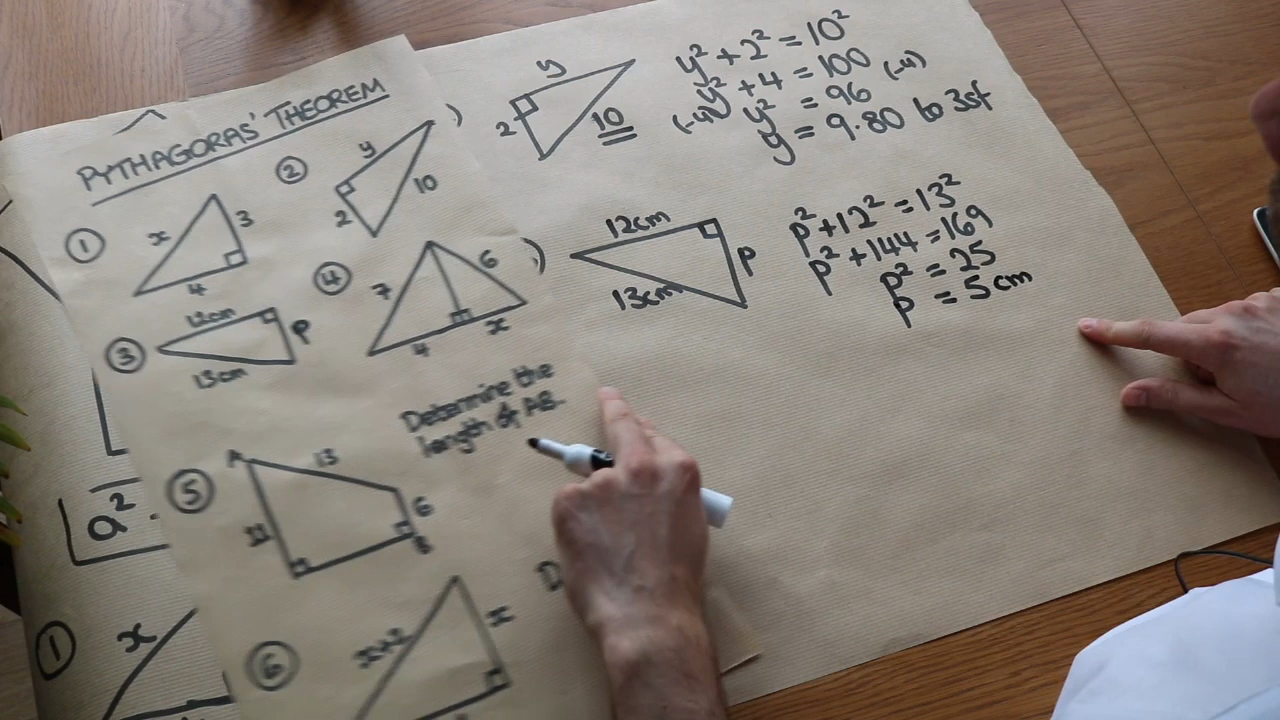 PYTHAGORAS' THEOREM
①
x
3
4
②
y
2
10
③
12cm
P
13cm
④
7
6
4
x
Determine the
length of AB.
⑤
A
13
6
B
11
⑥
x+2
x
a²
①
x
)
y
2
10
y² + 2² = 10²
(-4) y² + 4 = 100 (-4)
y² = 96
y = 9.80 to 3sf
)
12cm
P
13cm
p² + 12² = 13²
p² + 144 = 169
p² = 25
p = 5cm
D